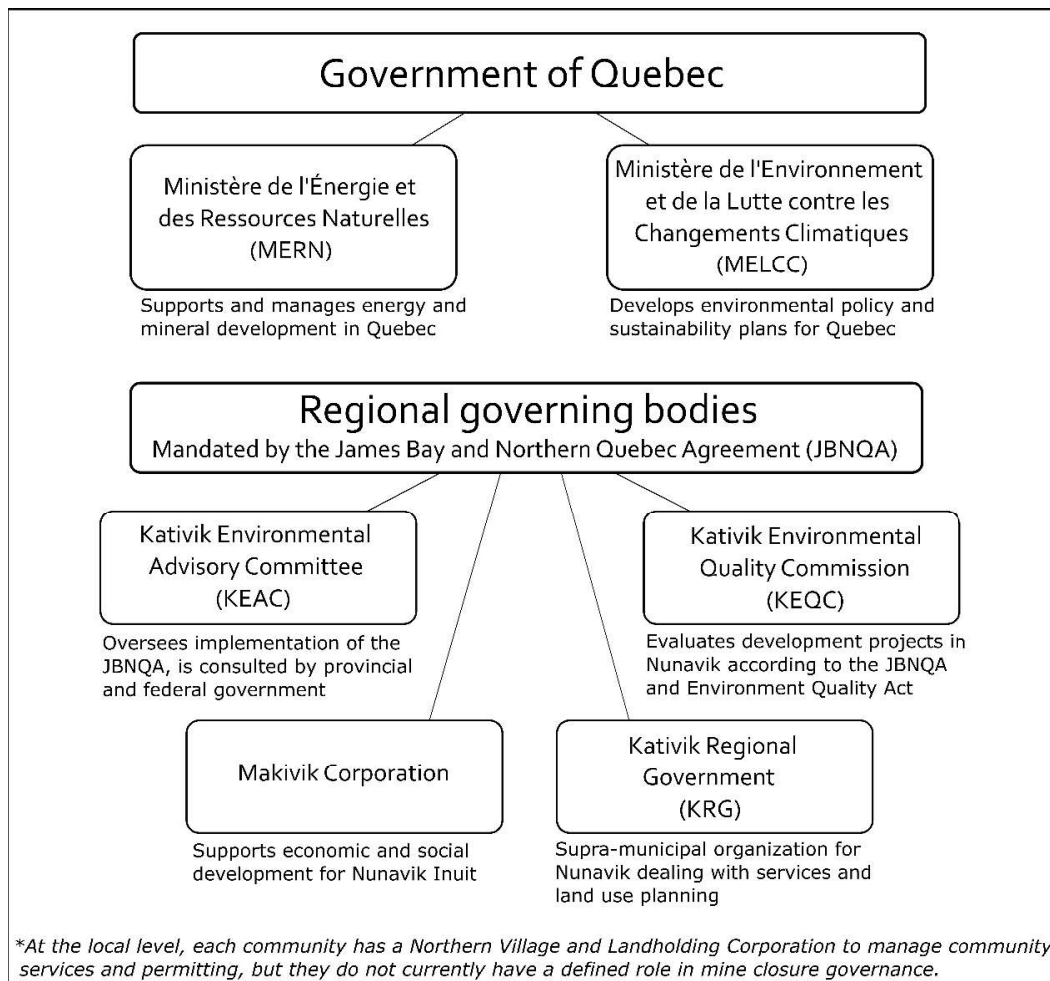 Government of Quebec
Ministère de l'Énergie et
des Ressources Naturelles
(MERN)
Supports and manages energy and
mineral development in Quebec
Ministère de l'Environnement
et de la Lutte contre les
Changements Climatiques
(MELCC)
Develops environmental policy and
sustainability plans for Quebec
Regional governing bodies
Mandated by the James Bay and Northern Quebec Agreement (JBNQA)
Kativik Environmental
Advisory Committee
(KEAC)
Oversees implementation of the
JBNQA, is consulted by provincial
and federal government
Kativik Environmental
Quality Commission
(KEQC)
Evaluates development projects in
Nunavik according to the JBNQA
and Environment Quality Act
Makivik Corporation
Supports economic and social
development for Nunavik Inuit
Kativik Regional
Government
(KRG)
Supra-municipal organization for
Nunavik dealing with services and
land use planning
*At the local level, each community has a Northern Village and Landholding Corporation to manage community
services and permitting, but they do not currently have a defined role in mine closure governance.